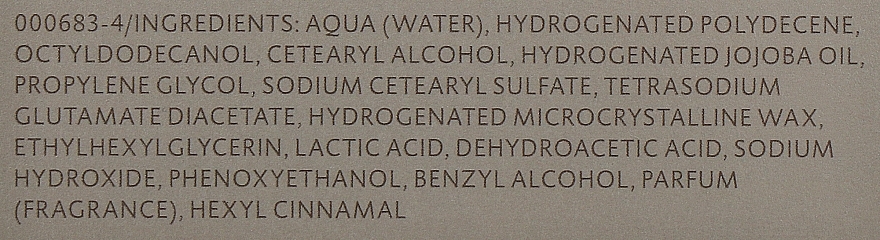 000683-4/INGREDIENTS: AQUA (WATER), HYDROGENATED POLYDECENE,
OCTYLDODECANOL, CETEARYL ALCOHOL, HYDROGENATED JOJOBA OIL,
PROPYLENE GLYCOL, SODIUM CETEARYL SULFATE, TETRASODIUM
GLUTAMATE DIACETATE, HYDROGENATED MICROCRYSTALLINE WAX,
ETHYLHEXYLGLYCERIN, LACTIC ACID, DEHYDROACETIC ACID, SODIUM
HYDROXIDE, PHENOXYETHANOL, BENZYL ALCOHOL, PARFUM
(FRAGRANCE), HEXYL CINNAMAL